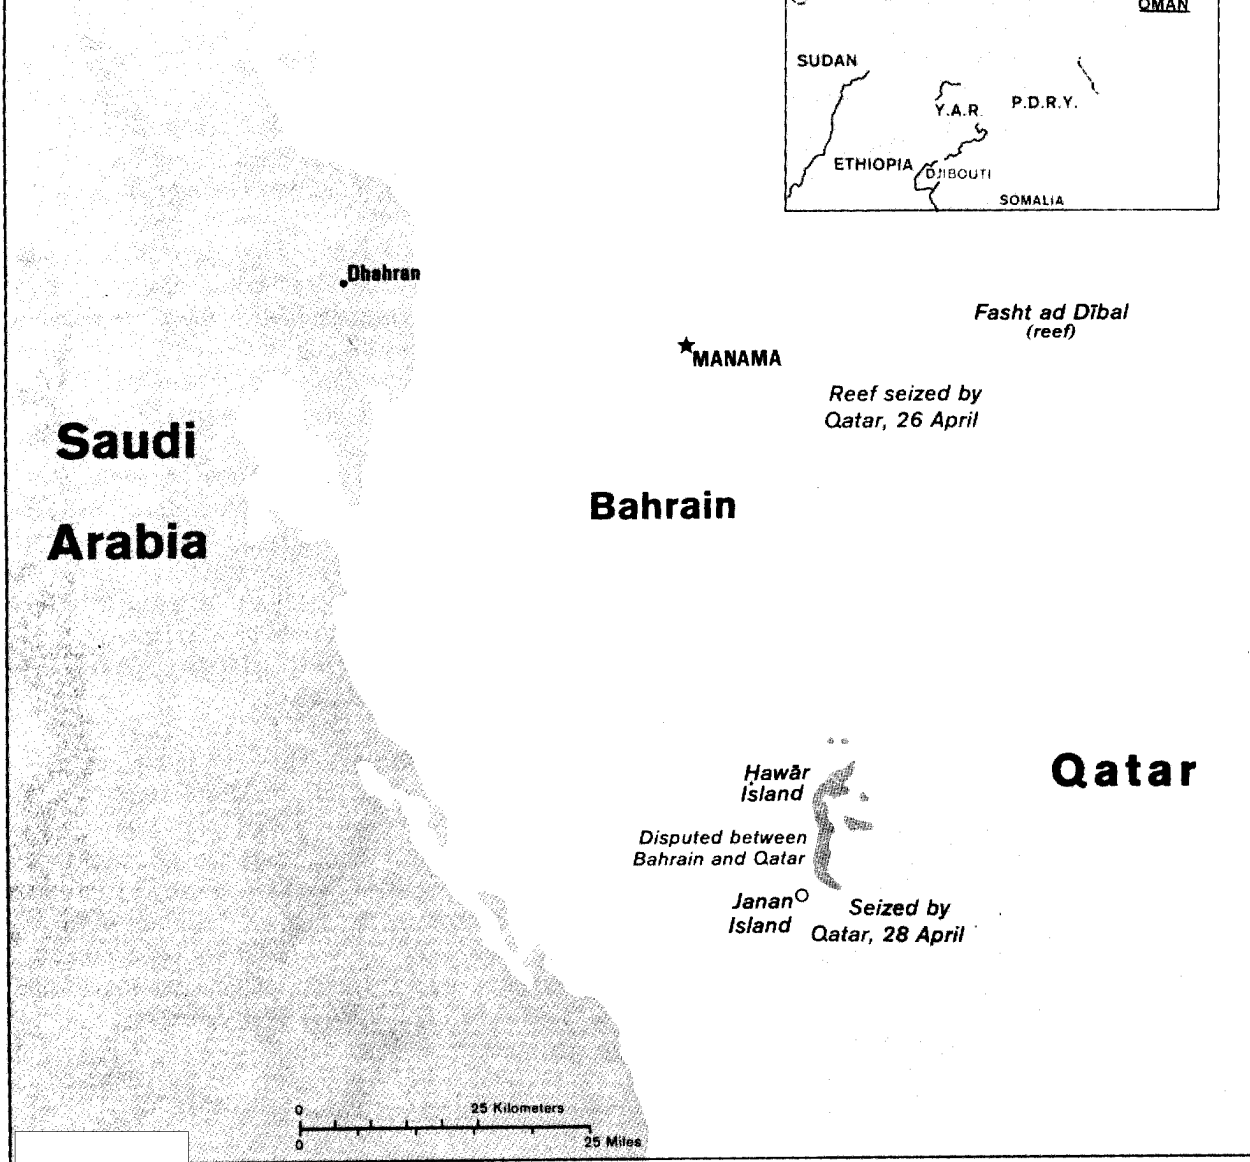 OMAN
SUDAN
Y.A.R.
P.D.R.Y.
ETHIOPIA
DJIBOUTI
SOMALIA
Dhahran
Fasht ad Dībal
(reef)
MANAMA
Reef seized by
Qatar, 26 April
Saudi
Arabia
Bahrain
Qatar
Ḥawār
Island
Disputed between
Bahrain and Qatar
Janan
Island
Seized by
Qatar, 28 April
0
25 Kilometers
0
25 Miles